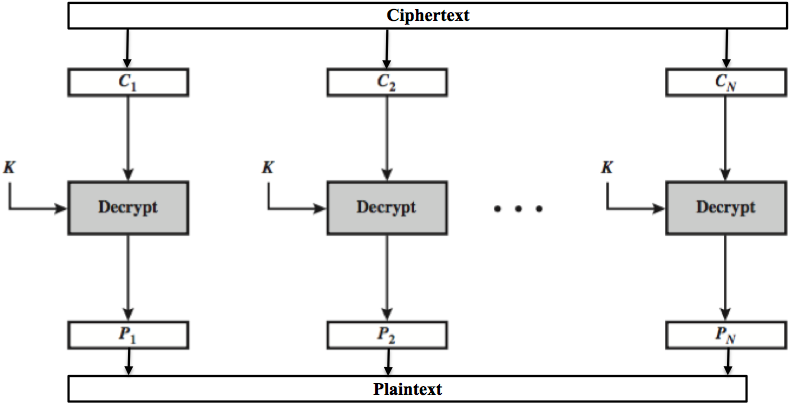 Ciphertext
C1 C2 CN
K K K
Decrypt Decrypt • • • Decrypt
P1 P2 PN
Plaintext